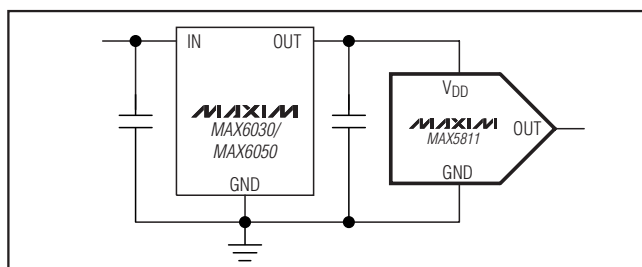 IN OUT
MAXIM
MAX6030/
MAX6050
GND
VDD
MAXIM
MAX5811
OUT
GND